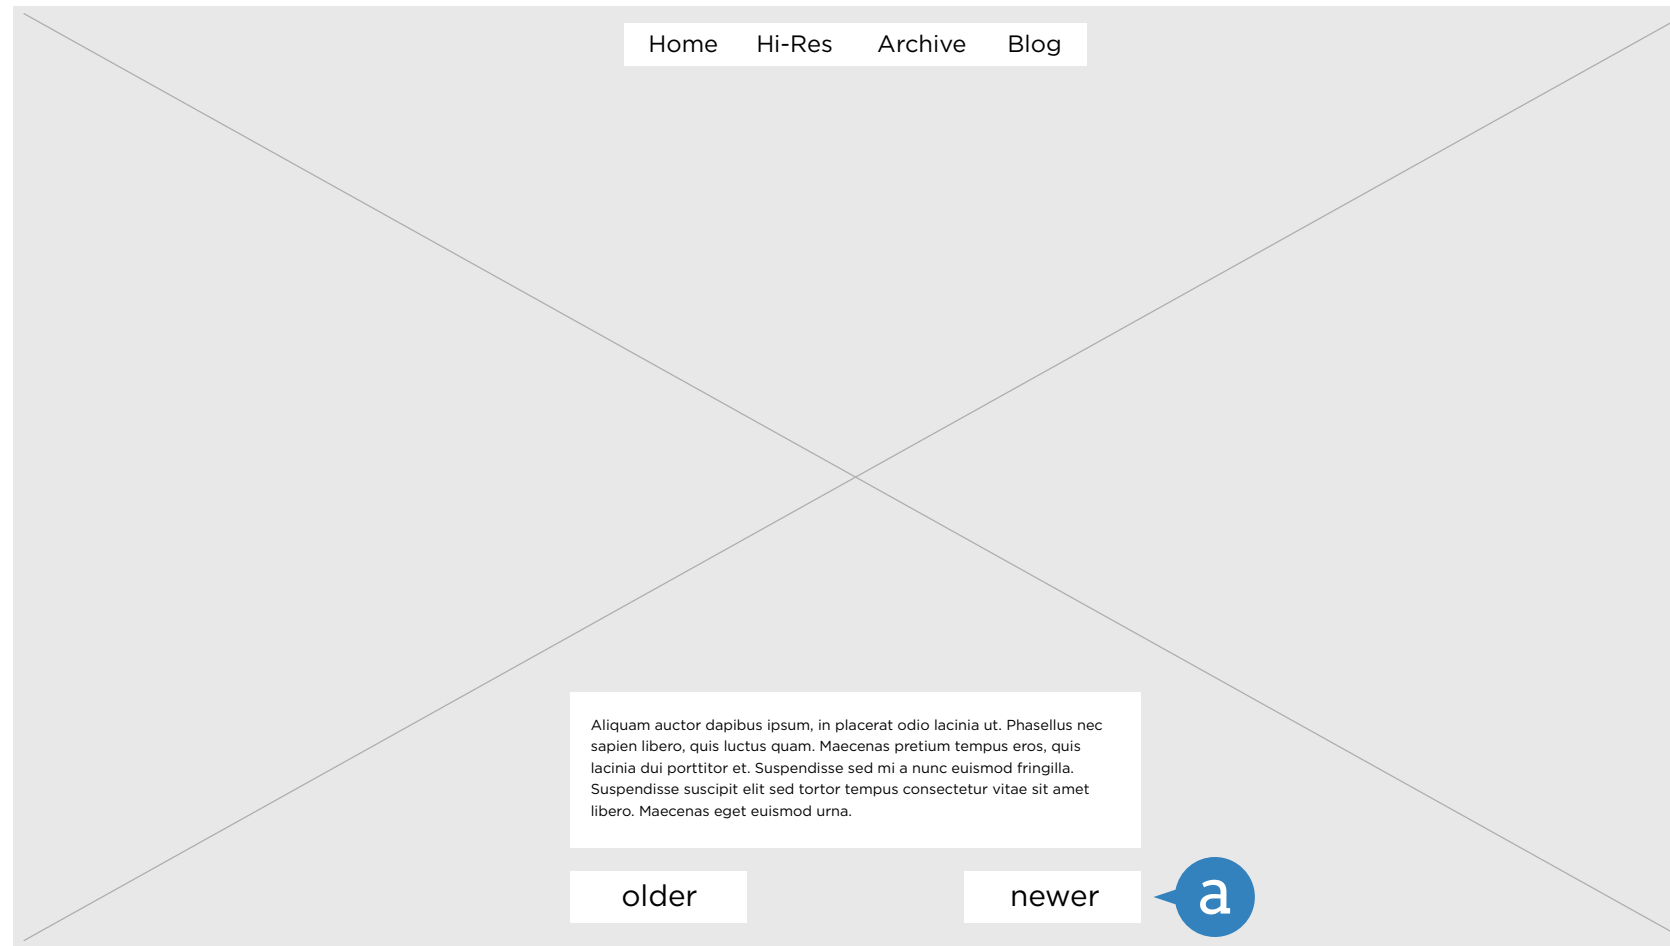 Home Hi-Res Archive Blog
Aliquam auctor dapibus ipsum, in placerat odio lacinia ut. Phasellus nec
sapien libero, quis luctus quam. Maecenas pretium tempus eros, quis
lacinia dui porttitor et. Suspendisse sed mi a nunc euismod fringilla.
Suspendisse suscipit elit sed tortor tempus consectetur vitae sit amet
libero. Maecenas eget euismod urna.
older newer a